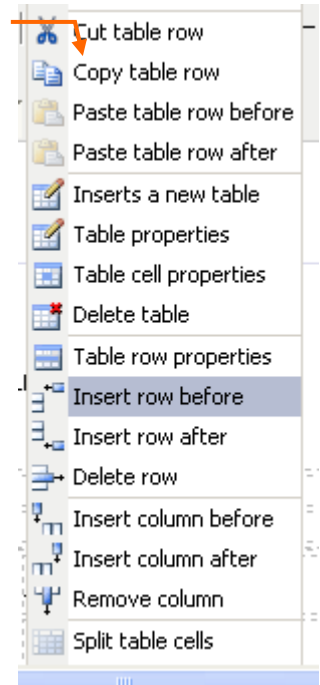 Cut table row
Copy table row
Paste table row before
Paste table row after
Inserts a new table
Table properties
Table cell properties
Delete table
Table row properties
Insert row before
Insert row after
Delete row
Insert column before
Insert column after
Remove column
Split table cells